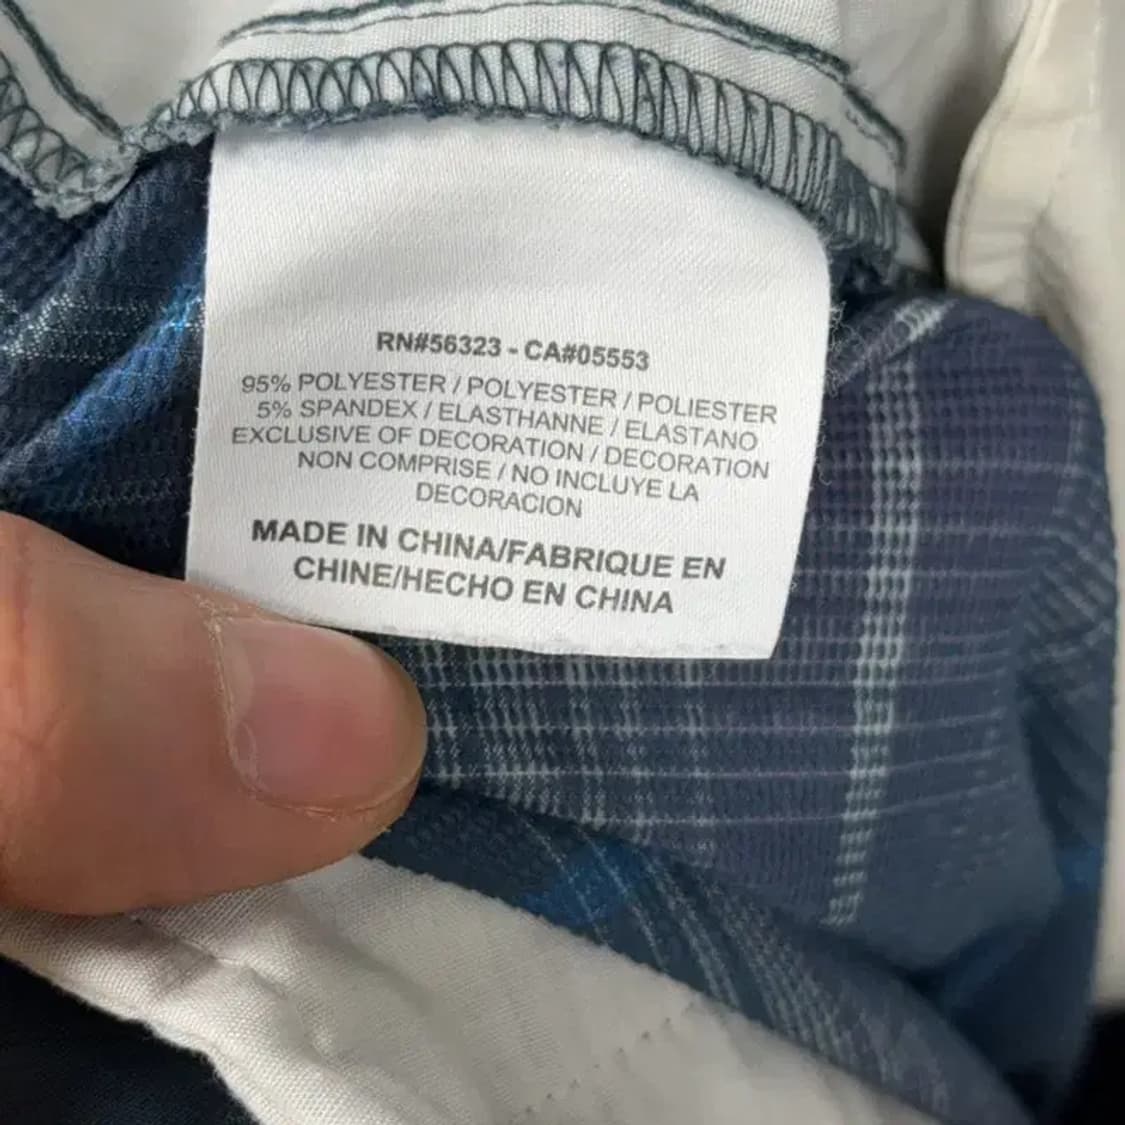 RN#56323 - CA#05553
95% POLYESTER / POLYESTER / POLIESTER
5% SPANDEX / ELASTHANNE / ELASTANO
EXCLUSIVE OF DECORATION / DECORATION
NON COMPRISE / NO INCLUYE LA
DECORACION
MADE IN CHINA/FABRIQUE EN
CHINE/HECHO EN CHINA